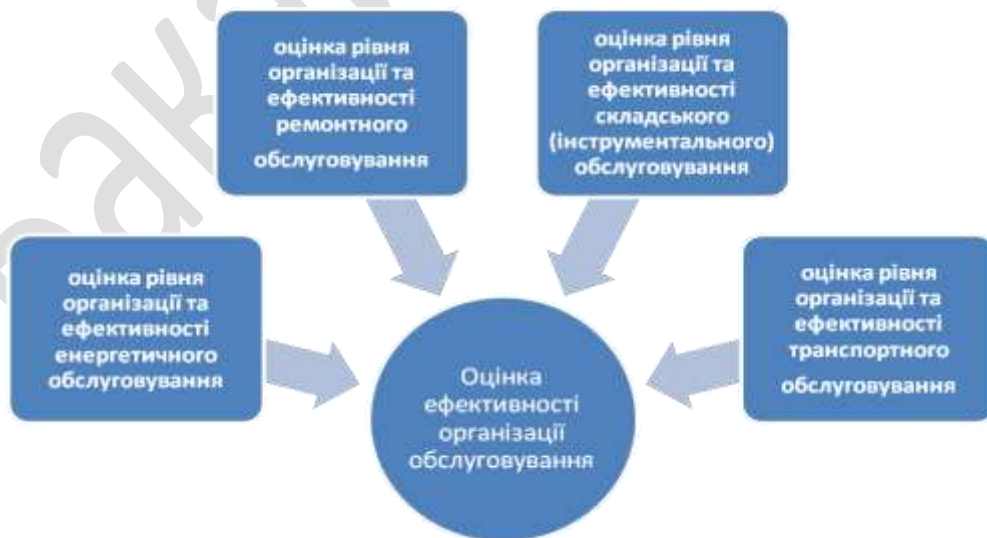 оцінка рівня
організації та
ефективності
ремонтного
обслуговування
оцінка рівня
організації та
ефективності
складського
(інструментального)
обслуговування
оцінка рівня
організації та
ефективності
енергетичного
обслуговування
оцінка рівня
організації та
ефективності
транспортного
обслуговування
Оцінка
ефективності
організації
обслуговування